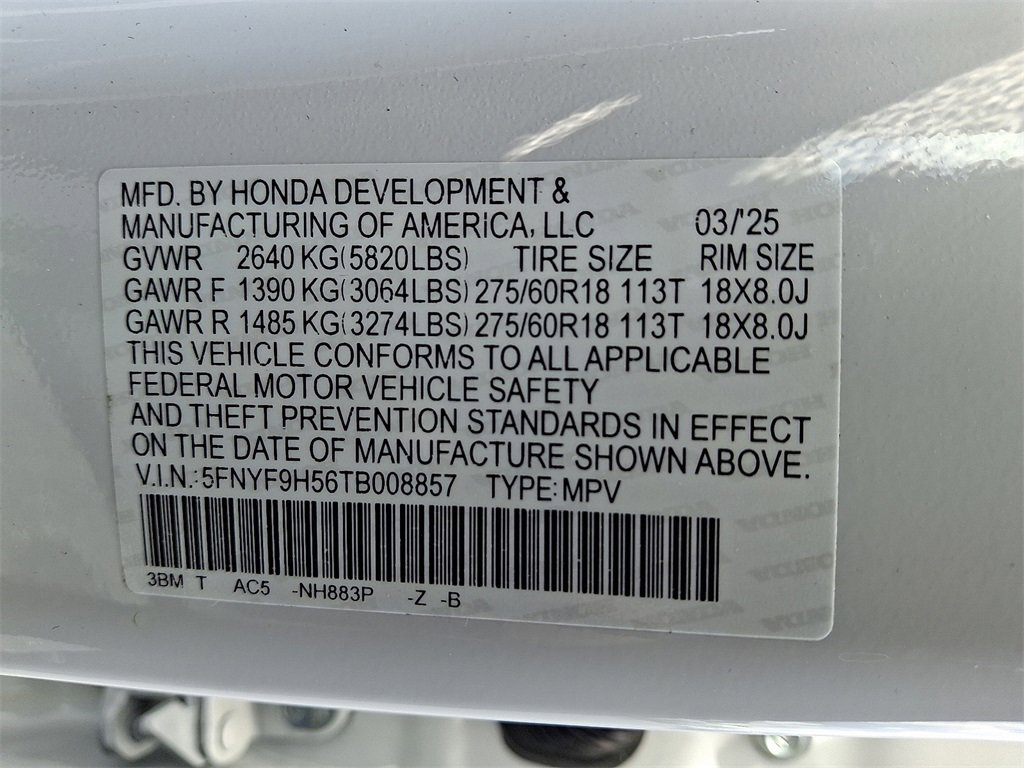 MFD. BY HONDA DEVELOPMENT &
MANUFACTURING OF AMERICA, LLC 03/'25
GVWR 2640 KG(5820LBS) TIRE SIZE RIM SIZE
GAWR F 1390 KG(3064LBS) 275/60R18 113T 18X8.0J
GAWR R 1485 KG(3274LBS) 275/60R18 113T 18X8.0J
THIS VEHICLE CONFORMS TO ALL APPLICABLE
FEDERAL MOTOR VEHICLE SAFETY
AND THEFT PREVENTION STANDARDS IN EFFECT
ON THE DATE OF MANUFACTURE SHOWN ABOVE.
V.I.N.:5FNYF9H56TB008857 TYPE:MPV
3BM T AC5 -NH883P -Z -B